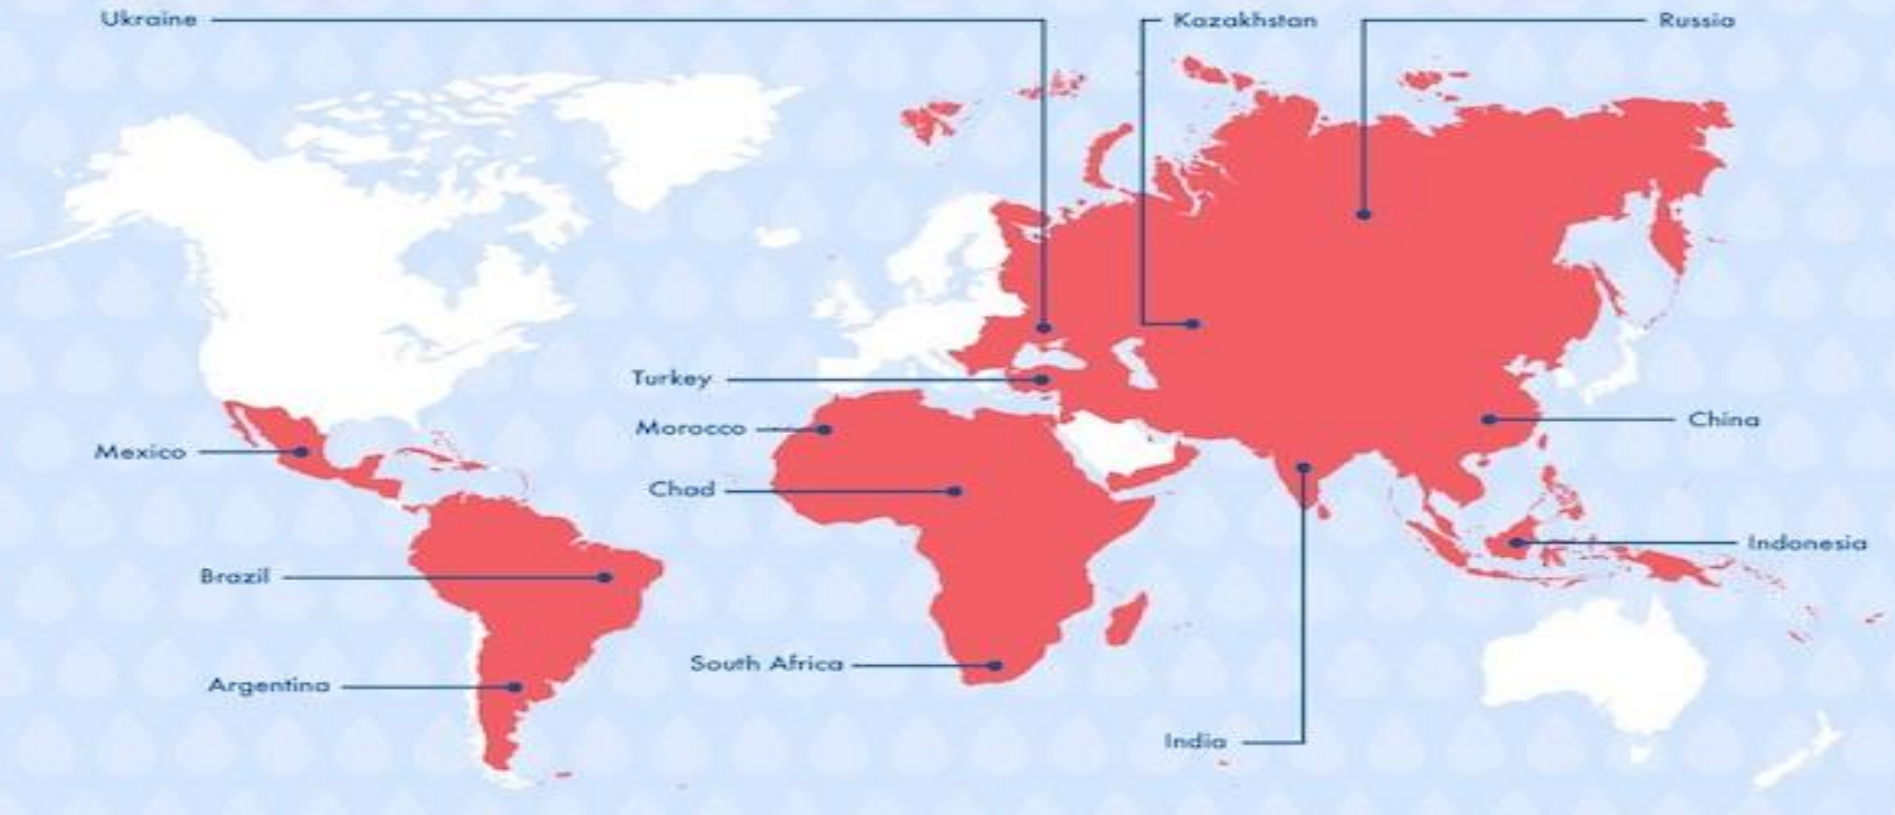 Ukraine
Kazakhstan
Russia
Turkey
Morocco
China
Mexico
Chad
Indonesia
Brazil
South Africa
Argentina
India